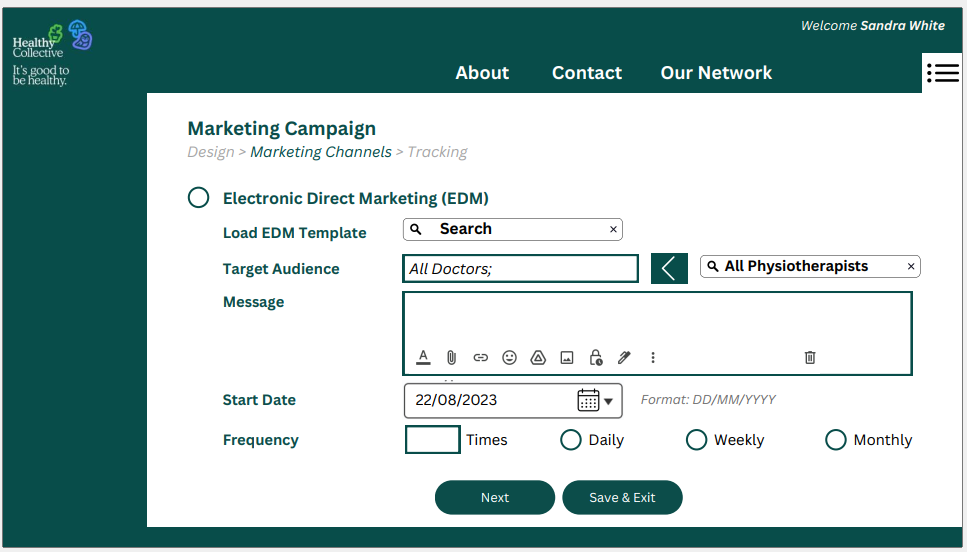 Welcome Sandra White
Healthy
Collective
It's good to
be healthy.
About Contact Our Network
Marketing Campaign
Design > Marketing Channels > Tracking
Electronic Direct Marketing (EDM)
Load EDM Template Search ×
Target Audience All Doctors; All Physiotherapists ×
Message
A
Start Date 22/08/2023 Format: DD/MM/YYYY
Frequency Times Daily Weekly Monthly
Next Save & Exit